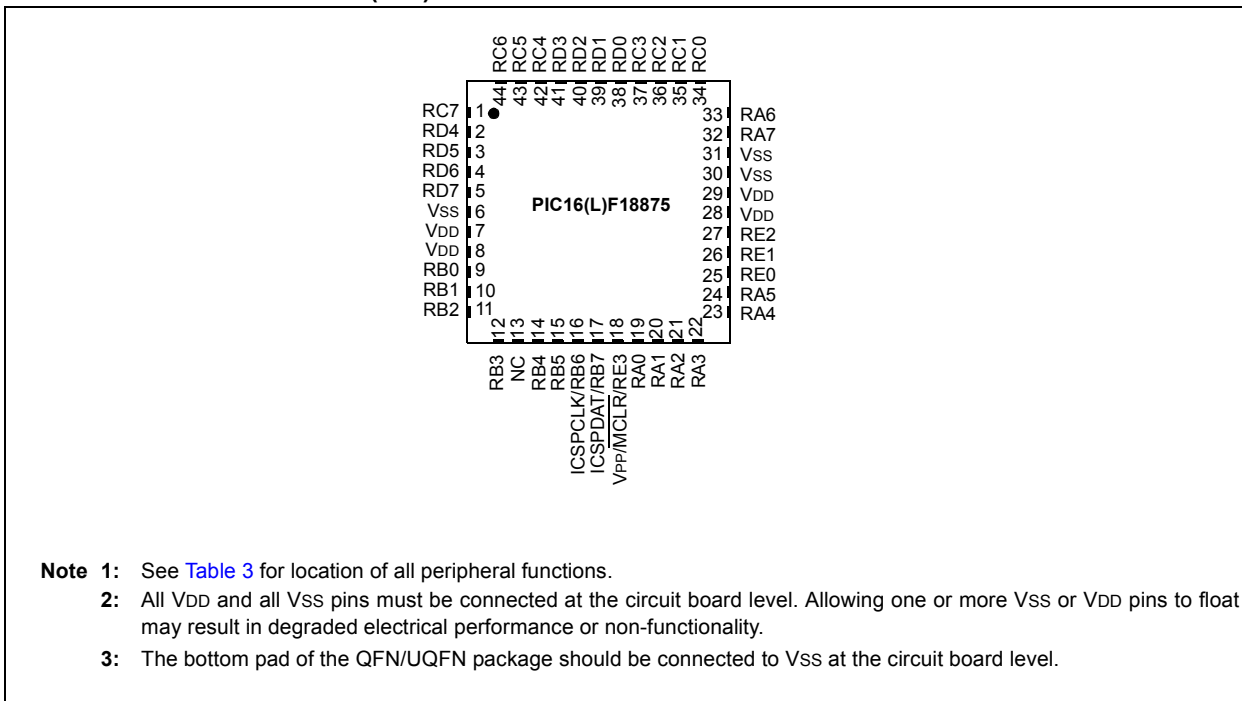 RC6
RC5
RC4
RD3
RD2
RD1
RD0
RC3
RC2
RC1
RC0
44
43
42
41
40
39
38
37
36
35
34
RC7 1
RD4 2
RD5 3
RD6 4
RD7 5
VSS 6
VDD 7
VDD 8
RB0 9
RB1 10
RB2 11
PIC16(L)F18875
33 RA6
32 RA7
31 VSS
30 VSS
29 VDD
28 VDD
27 RE2
26 RE1
25 RE0
24 RA5
23 RA4
12
13
14
15
16
17
18
19
20
21
22
RB3
NC
RB4
RB5
ICSPCLK/RB6
ICSPDAT/RB7
VPP/MCLR/RE3
RA0
RA1
RA2
RA3
Note 1: See Table 3 for location of all peripheral functions.
2: All VDD and all VSS pins must be connected at the circuit board level. Allowing one or more VSS or VDD pins to float
may result in degraded electrical performance or non-functionality.
3: The bottom pad of the QFN/UQFN package should be connected to VSS at the circuit board level.